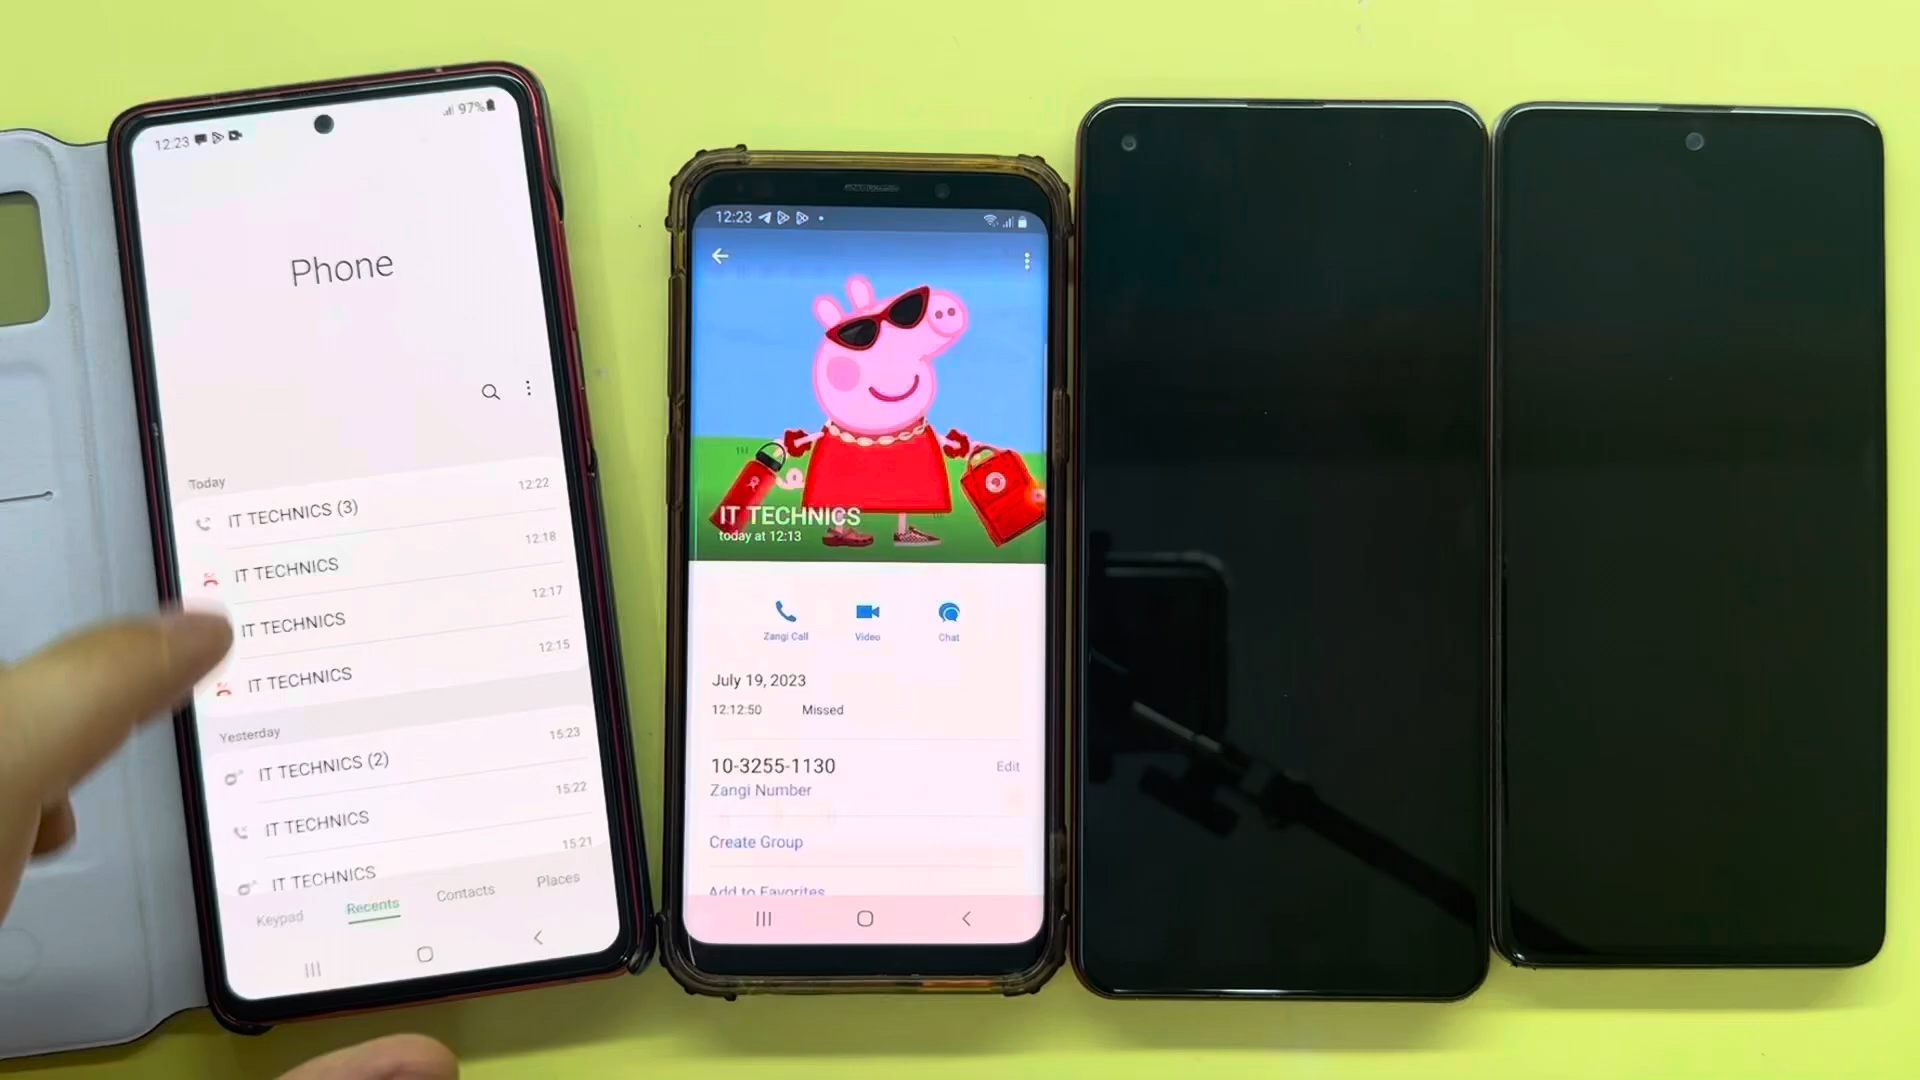 12:23
97%
Phone
Today
IT TECHNICS (3)
12:22
IT TECHNICS
12:18
IT TECHNICS
12:17
IT TECHNICS
12:15
Yesterday
IT TECHNICS (2)
15:23
IT TECHNICS
15:22
IT TECHNICS
15:21
Keypad
Recents
Contacts
Places
12:23
IT TECHNICS
today at 12:13
Zangi Call
Video
Chat
July 19, 2023
12:12:50 Missed
10-3255-1130
Edit
Zangi Number
Create Group
Add to Favorites